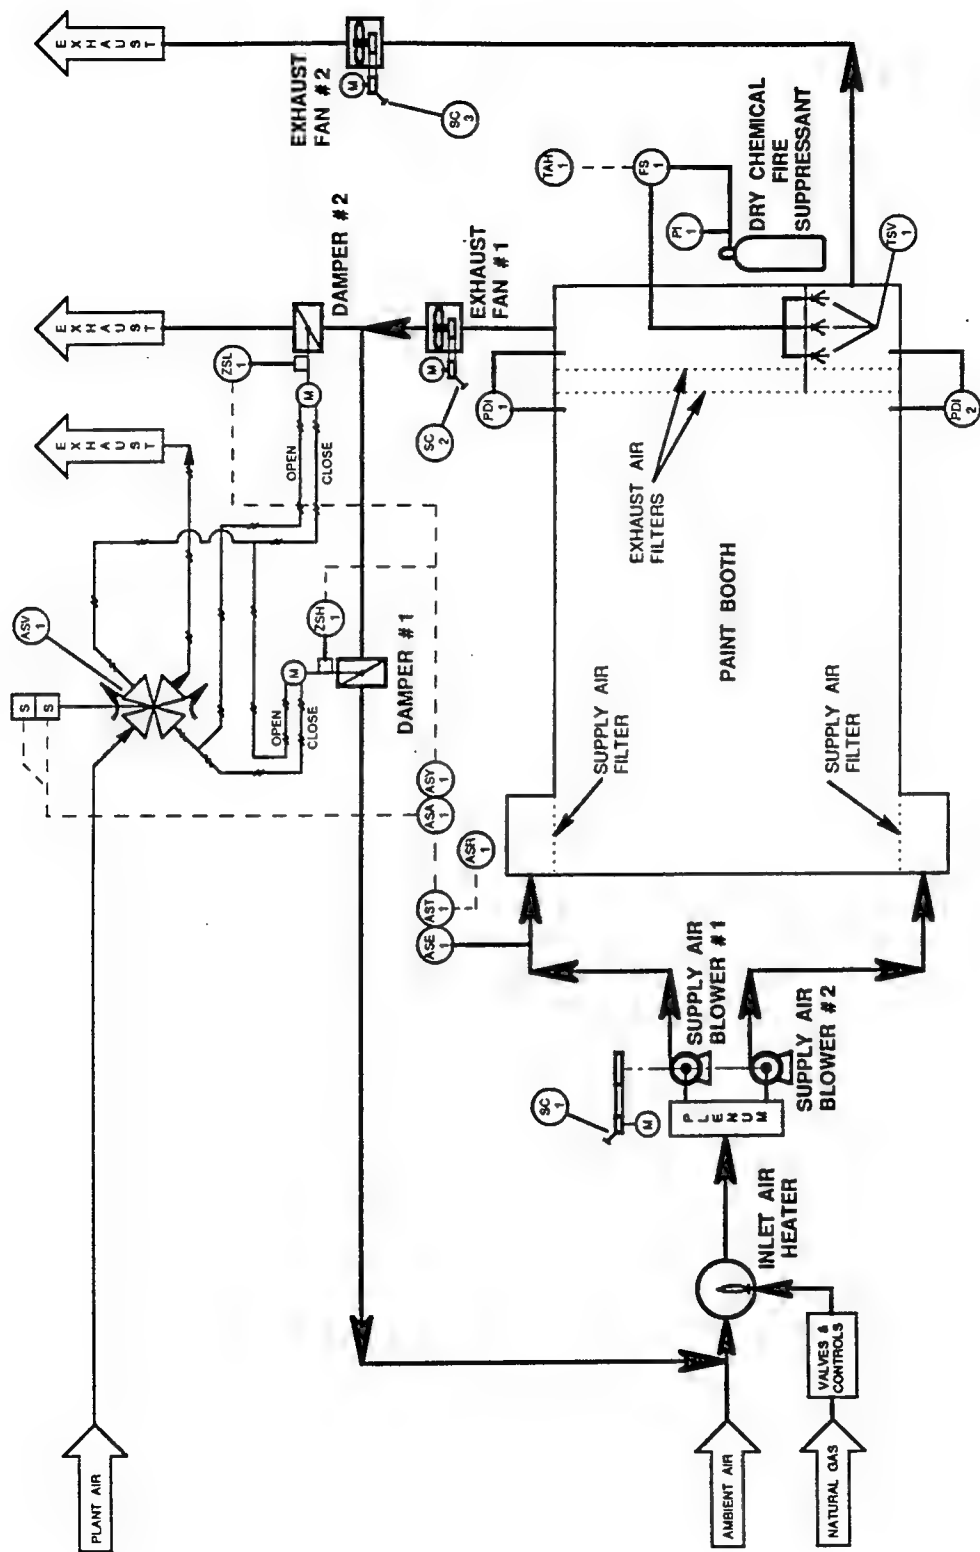 EXHAUST
EXHAUST
EXHAUST
EXHAUST
FAN #2
M
SC
3
TAH
1
FS
1
PI
1
DRY CHEMICAL
FIRE
SUPPRESSANT
TSV
1
DAMPER #2
ZSL
1
M
OPEN
CLOSE
EXHAUST
FAN #1
M
SC
2
PDI
1
PDI
2
EXHAUST AIR
FILTERS
PAINT BOOTH
ASV
1
S
S
ZSH
1
M
OPEN
CLOSE
DAMPER #1
ASY
1
ASA
1
ASR
1
AST
1
ASE
1
SUPPLY AIR
FILTER
SUPPLY AIR
FILTER
SUPPLY AIR
BLOWER #1
SUPPLY AIR
BLOWER #2
SC
1
M
PLENUM
INLET AIR
HEATER
VALVES &
CONTROLS
PLANT AIR
AMBIENT AIR
NATURAL GAS